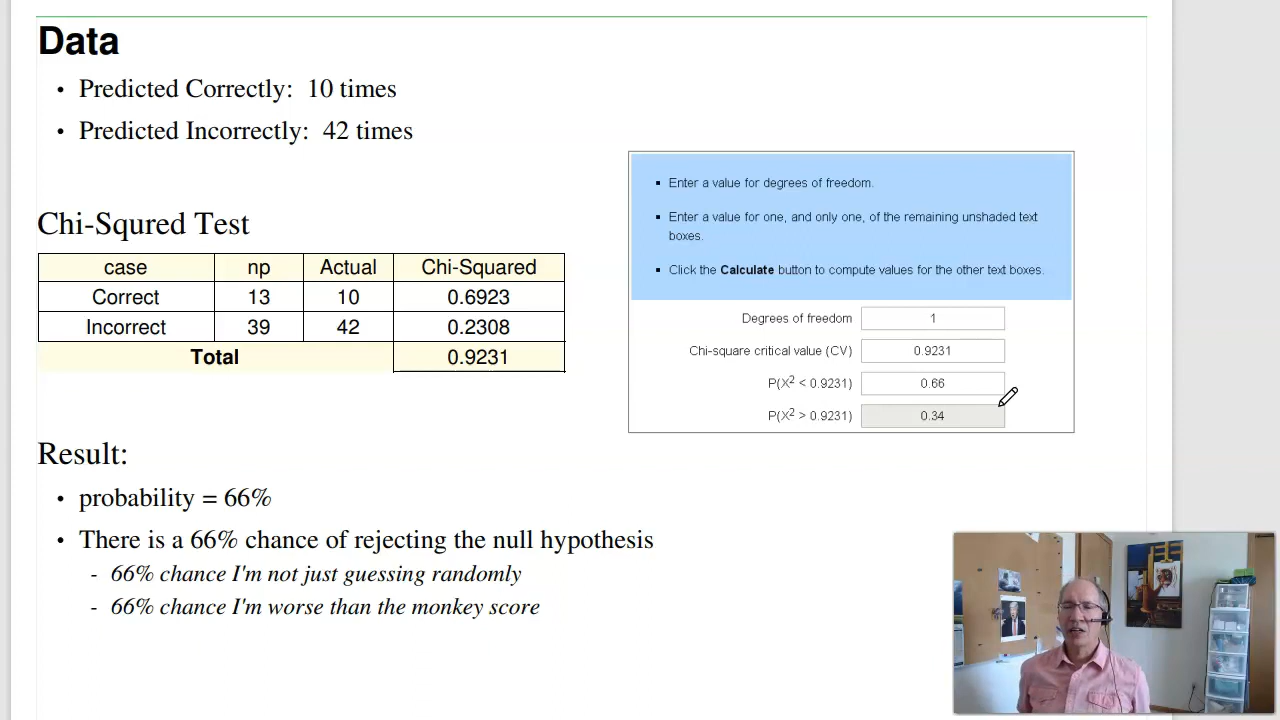 Data
• Predicted Correctly: 10 times
• Predicted Incorrectly: 42 times
Chi-Squred Test
case np Actual Chi-Squared
Correct 13 10 0.6923
Incorrect 39 42 0.2308
Total 0.9231
▪ Enter a value for degrees of freedom.
▪ Enter a value for one, and only one, of the remaining unshaded text
boxes.
▪ Click the Calculate button to compute values for the other text boxes.
Degrees of freedom 1
Chi-square critical value (CV) 0.9231
P(X² < 0.9231) 0.66
P(X² > 0.9231) 0.34
Result:
• probability = 66%
• There is a 66% chance of rejecting the null hypothesis
- 66% chance I'm not just guessing randomly
- 66% chance I'm worse than the monkey score